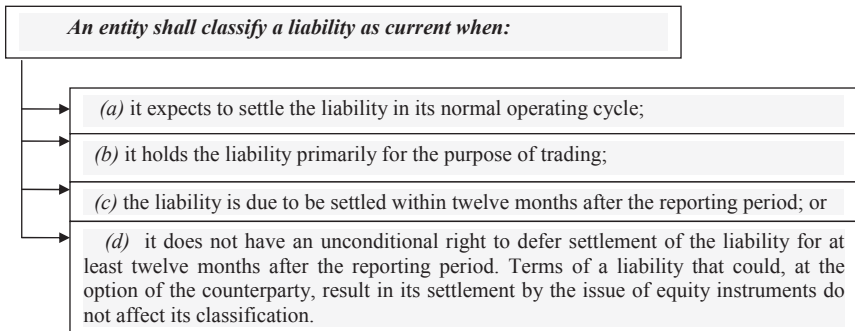 An entity shall classify a liability as current when:
(a) it expects to settle the liability in its normal operating cycle;
(b) it holds the liability primarily for the purpose of trading;
(c) the liability is due to be settled within twelve months after the reporting period; or
(d) it does not have an unconditional right to defer settlement of the liability for at
least twelve months after the reporting period. Terms of a liability that could, at the
option of the counterparty, result in its settlement by the issue of equity instruments do
not affect its classification.